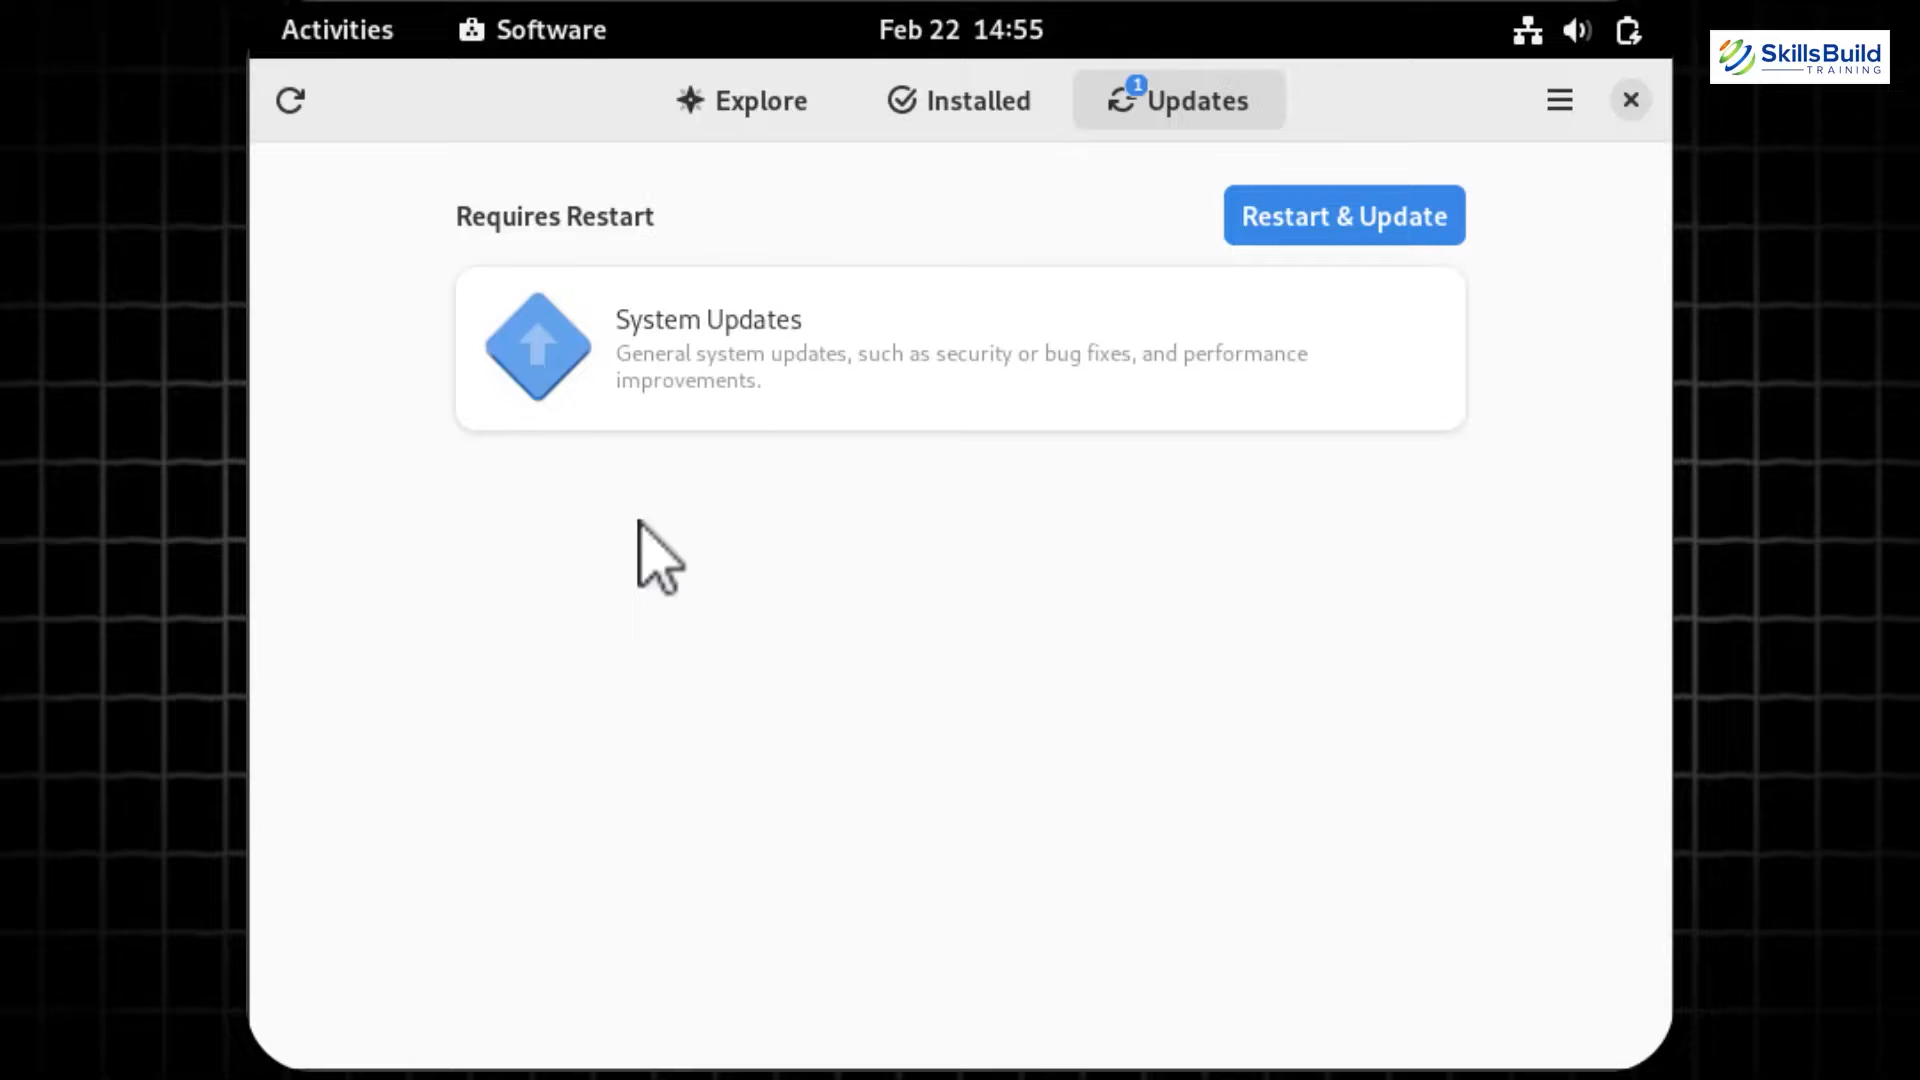 Activities
Software
Feb 22 14:55
SkillsBuild
TRAINING
Explore
Installed
1
Updates
Requires Restart
Restart & Update
System Updates
General system updates, such as security or bug fixes, and performance
improvements.